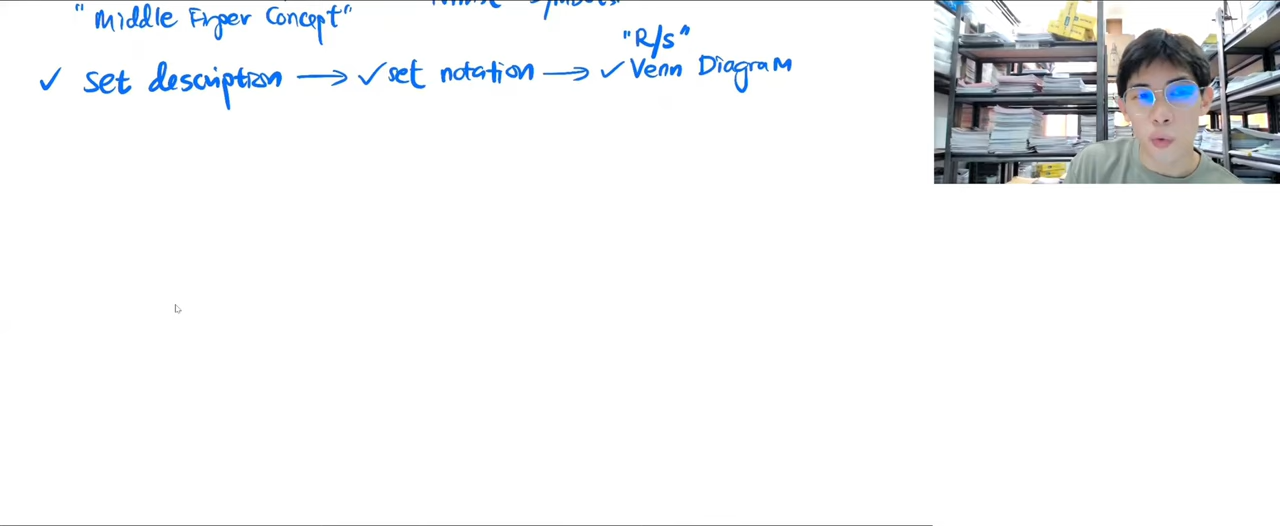 "Middle Finger Concept"
"R/s"
✓ set description → ✓ set notation → ✓ Venn Diagram